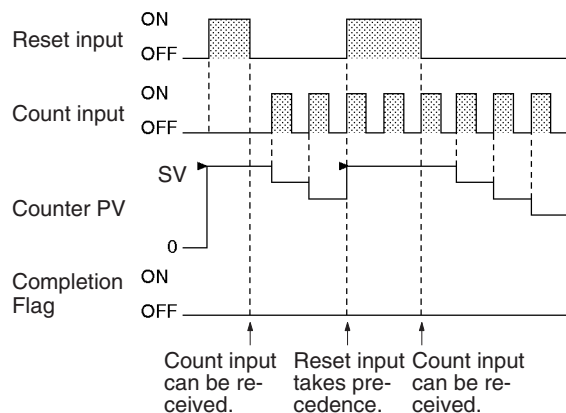 Reset input
ON
OFF
Count input
ON
OFF
Counter PV
SV
0
Completion
Flag
ON
OFF
Count input
can be re-
ceived.
Reset input
takes pre-
cedence.
Count input
can be re-
ceived.